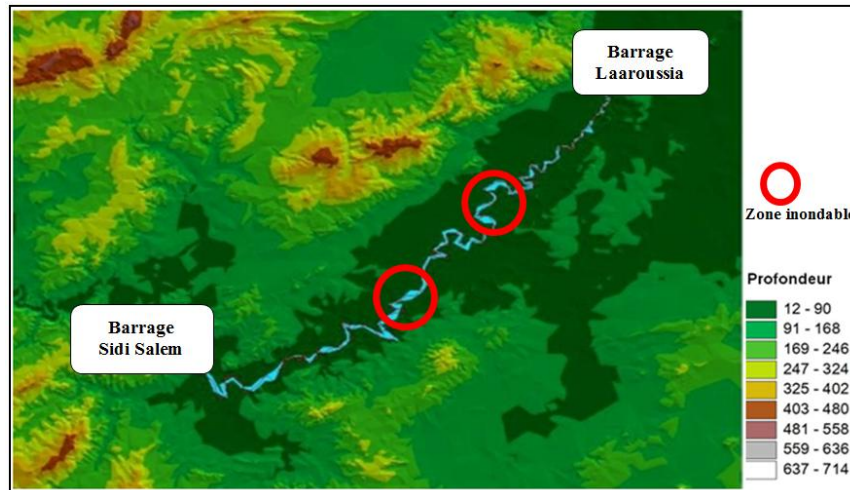 Barrage
Laaroussia
Zone inondable
Barrage
Sidi Salem
Profondeur
12 - 90
91 - 168
169 - 246
247 - 324
325 - 402
403 - 480
481 - 558
559 - 636
637 - 714